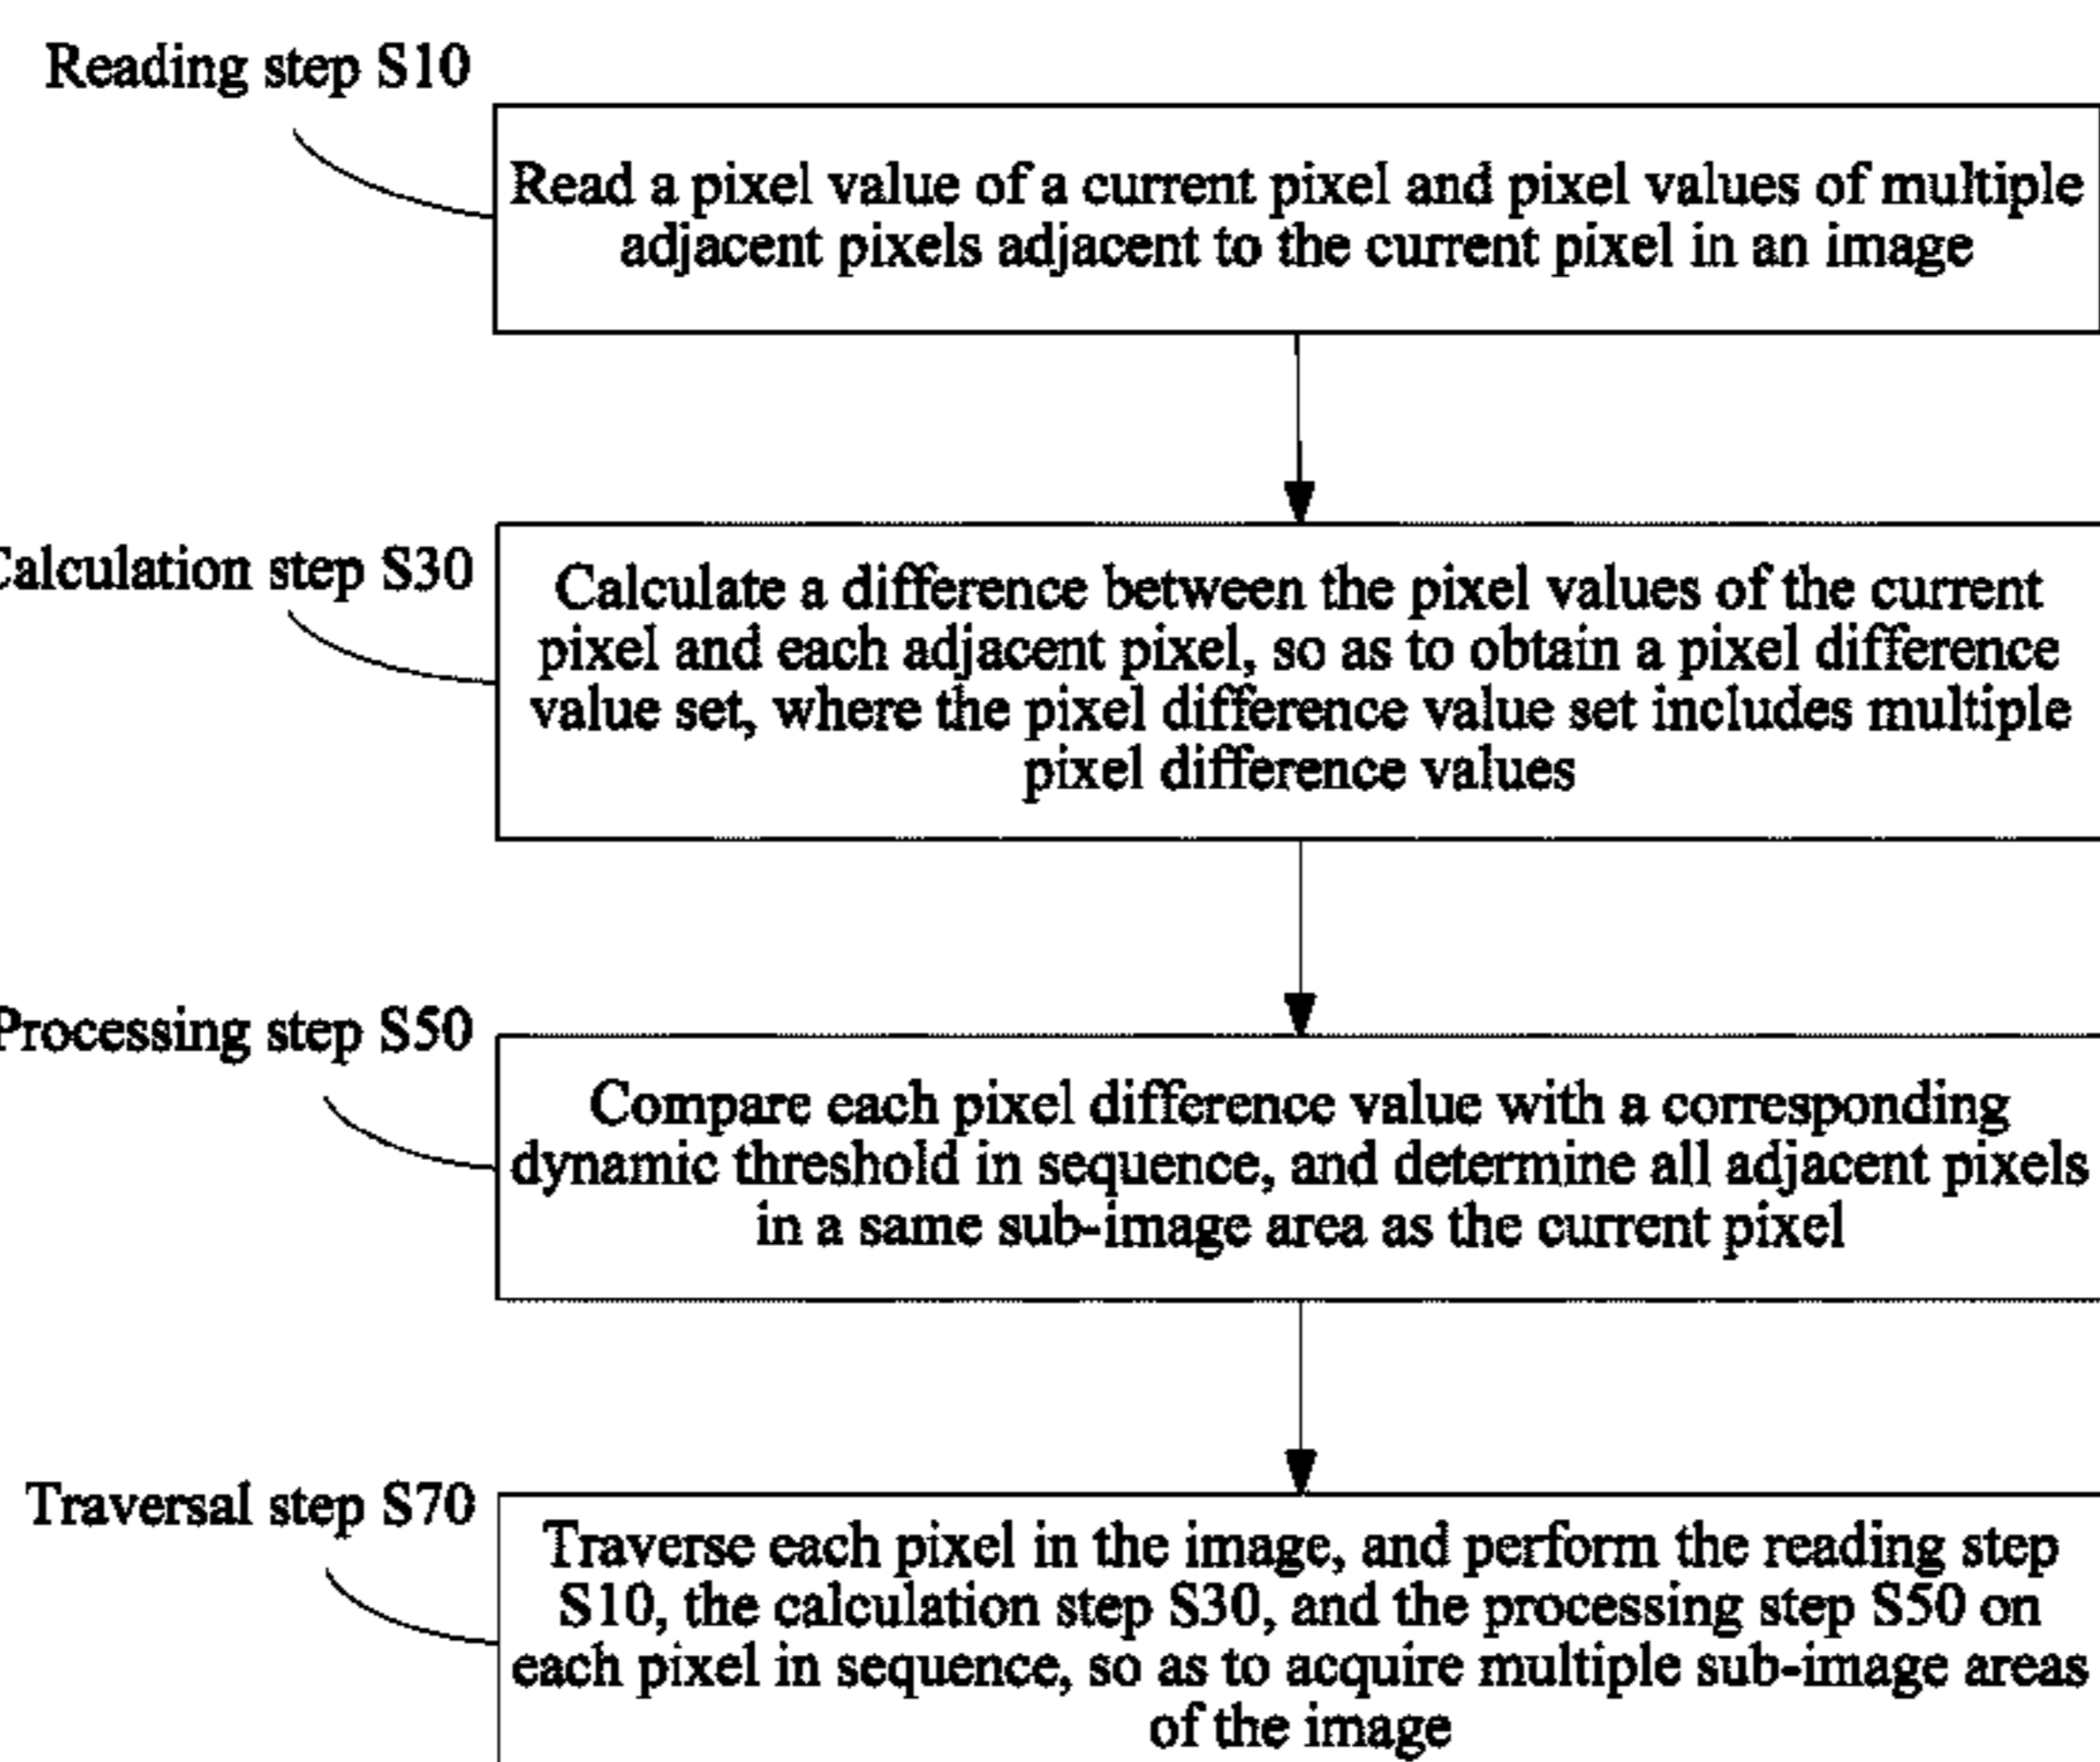 Reading step S10
Read a pixel value of a current pixel and pixel values of multiple
adjacent pixels adjacent to the current pixel in an image
Calculation step S30
Calculate a difference between the pixel values of the current
pixel and each adjacent pixel, so as to obtain a pixel difference
value set, where the pixel difference value set includes multiple
pixel difference values
Processing step S50
Compare each pixel difference value with a corresponding
dynamic threshold in sequence, and determine all adjacent pixels
in a same sub-image area as the current pixel
Traversal step S70
Traverse each pixel in the image, and perform the reading step
S10, the calculation step S30, and the processing step S50 on
each pixel in sequence, so as to acquire multiple sub-image areas
of the image